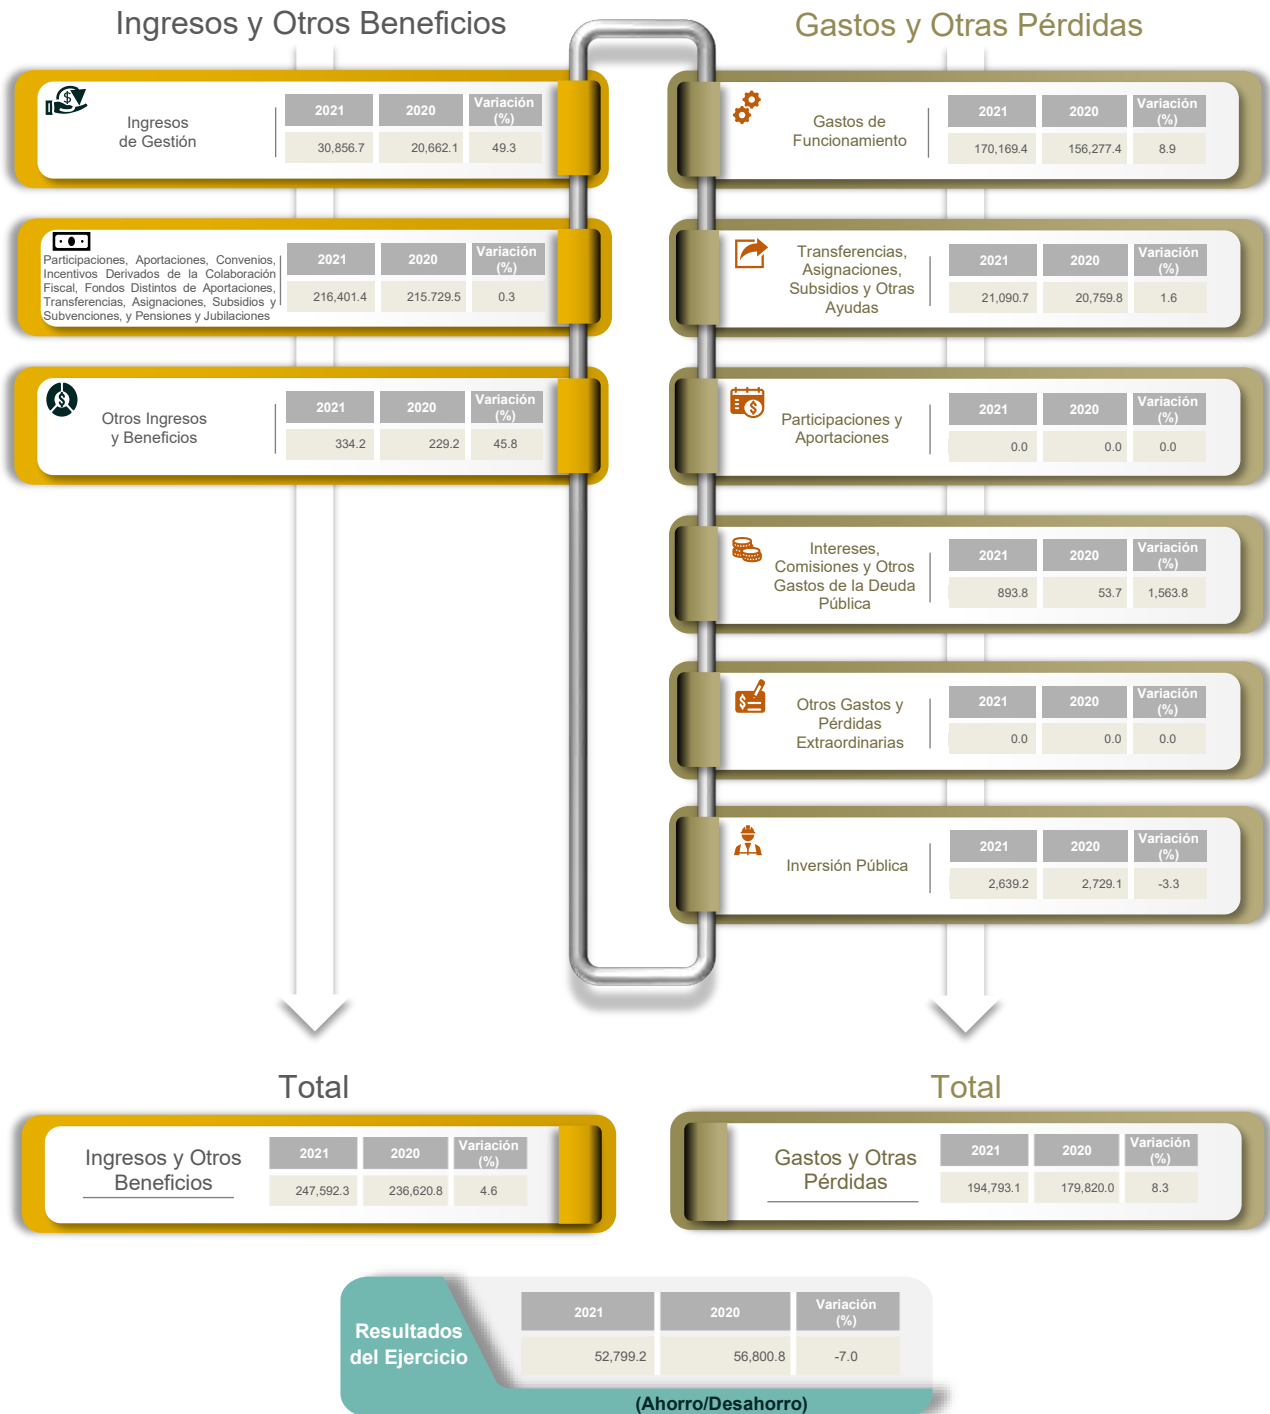 Ingresos y Otros Beneficios
Ingresos
de Gestión
2021 2020 Variación
(%)
30,856.7 20,662.1 49.3
Participaciones, Aportaciones, Convenios,
Incentivos Derivados de la Colaboración
Fiscal, Fondos Distintos de Aportaciones,
Transferencias, Asignaciones, Subsidios y
Subvenciones, y Pensiones y Jubilaciones
2021 2020 Variación
(%)
216,401.4 215.729.5 0.3
Otros Ingresos
y Beneficios
2021 2020 Variación
(%)
334.2 229.2 45.8
Gastos y Otras Pérdidas
Gastos de
Funcionamiento
2021 2020 Variación
(%)
170,169.4 156,277.4 8.9
Transferencias,
Asignaciones,
Subsidios y Otras
Ayudas
2021 2020 Variación
(%)
21,090.7 20,759.8 1.6
Participaciones y
Aportaciones
2021 2020 Variación
(%)
0.0 0.0 0.0
Intereses,
Comisiones y Otros
Gastos de la Deuda
Pública
2021 2020 Variación
(%)
893.8 53.7 1,563.8
Otros Gastos y
Pérdidas
Extraordinarias
2021 2020 Variación
(%)
0.0 0.0 0.0
Inversión Pública
2021 2020 Variación
(%)
2,639.2 2,729.1 -3.3
Total
Ingresos y Otros
Beneficios
2021 2020 Variación
(%)
247,592.3 236,620.8 4.6
Total
Gastos y Otras
Pérdidas
2021 2020 Variación
(%)
194,793.1 179,820.0 8.3
Resultados
del Ejercicio
2021 2020 Variación
(%)
52,799.2 56,800.8 -7.0
(Ahorro/Desahorro)